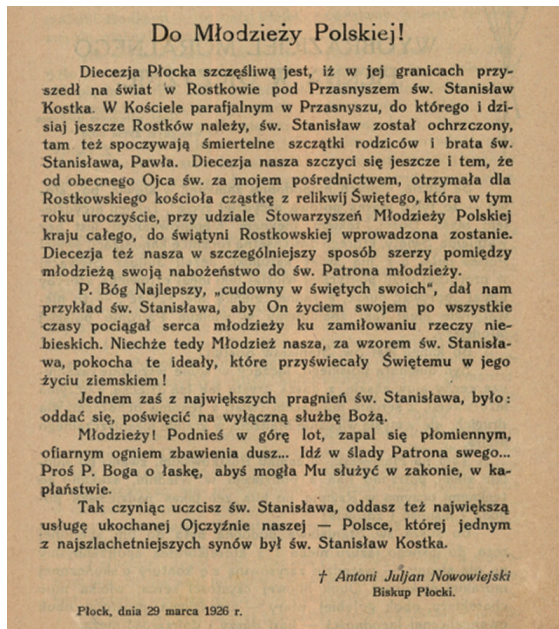 Do Młodzieży Polskiej!
Diecezja Płocka szczęśliwą jest, iż w jej granicach przy-
szedł na świat w Rostkowie pod Przasnyszem św. Stanisław
Kostka. W Kościele parafjalnym w Przasnyszu, do którego i dzi-
siaj jeszcze Rostków należy, św. Stanisław został ochrzczony,
tam też spoczywają śmiertelne szczątki rodziców i brata św.
Stanisława, Pawła. Diecezja nasza szczyci się jeszcze i tem, że
od obecnego Ojca św. za mojem pośrednictwem, otrzymała dla
Rostkowskiego kościoła cząstkę z relikwij Świętego, która w tym
roku uroczyście, przy udziale Stowarzyszeń Młodzieży Polskiej
kraju całego, do świątyni Rostkowskiej wprowadzona zostanie.
Diecezja też nasza w szczególniejszy sposób szerzy pomiędzy
młodzieżą swoją nabożeństwo do św. Patrona młodzieży.
P. Bóg Najlepszy, „cudowny w świętych swoich“, dał nam
przykład św. Stanisława, aby On życiem swojem po wszystkie
czasy pociągał serca młodzieży ku zamiłowaniu rzeczy nie-
bieskich. Niechże tedy Młodzież nasza, za wzorem św. Stanisła-
wa, pokocha te ideały, które przyświecały Świętemu w jego
życiu ziemskiem!
Jednem zaś z największych pragnień św. Stanisława, było:
oddać się, poświęcić na wyłączną służbę Bożą.
Młodzieży! Podnieś w górę lot, zapal się płomiennym,
ofiarnym ogniem zbawienia dusz... Idź w ślady Patrona swego...
Proś P. Boga o łaskę, abyś mogła Mu służyć w zakonie, w ka-
płaństwie.
Tak czyniąc uczcisz św. Stanisława, oddasz też największą
usługę ukochanej Ojczyźnie naszej — Polsce, której jednym
z najszlachetniejszych synów był św. Stanisław Kostka.
† Antoni Juljan Nowowiejski
Biskup Płocki.
Płock, dnia 29 marca 1926 r.